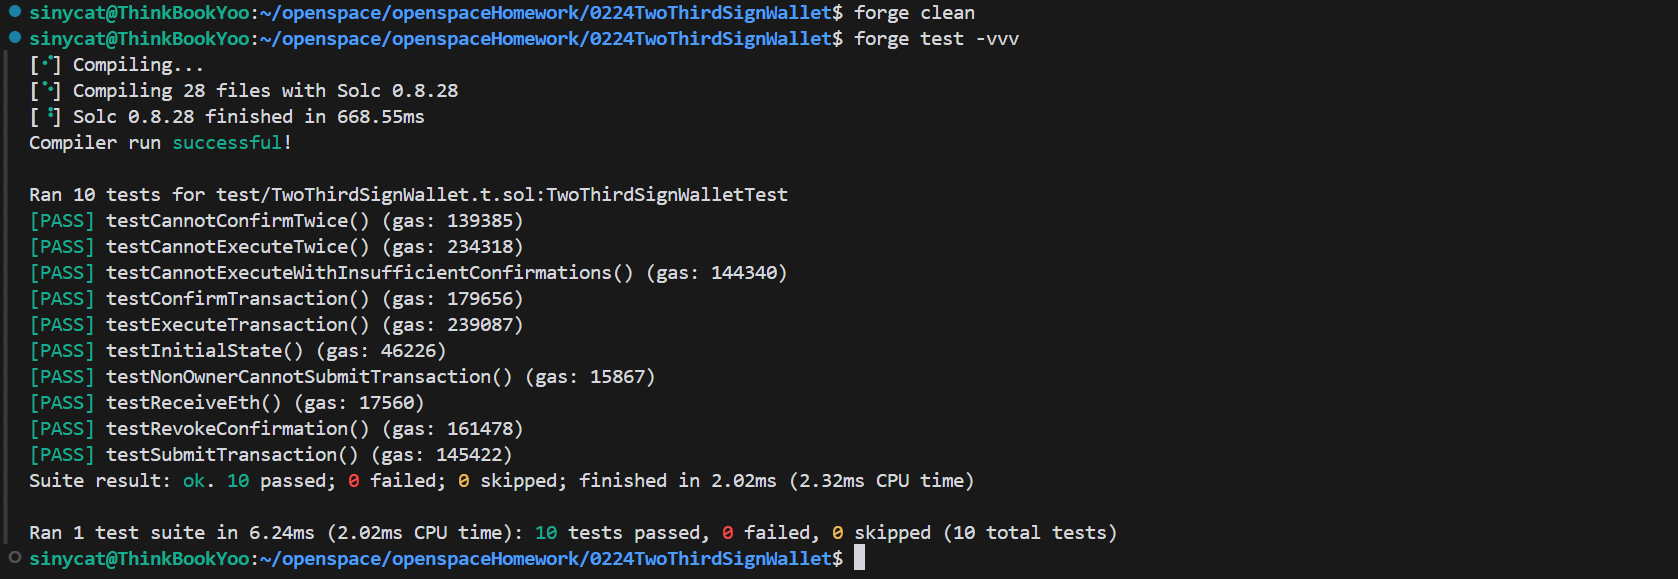 sinycat@ThinkBookYoo:~/openspace/openspaceHomework/0224TwoThirdSignWallet$ forge clean
sinycat@ThinkBookYoo:~/openspace/openspaceHomework/0224TwoThirdSignWallet$ forge test -vvv
[⠊] Compiling...
[⠑] Compiling 28 files with Solc 0.8.28
[⠘] Solc 0.8.28 finished in 668.55ms
Compiler run successful!
Ran 10 tests for test/TwoThirdSignWallet.t.sol:TwoThirdSignWalletTest
[PASS] testCannotConfirmTwice() (gas: 139385)
[PASS] testCannotExecuteTwice() (gas: 234318)
[PASS] testCannotExecuteWithInsufficientConfirmations() (gas: 144340)
[PASS] testConfirmTransaction() (gas: 179656)
[PASS] testExecuteTransaction() (gas: 239087)
[PASS] testInitialState() (gas: 46226)
[PASS] testNonOwnerCannotSubmitTransaction() (gas: 15867)
[PASS] testReceiveEth() (gas: 17560)
[PASS] testRevokeConfirmation() (gas: 161478)
[PASS] testSubmitTransaction() (gas: 145422)
Suite result: ok. 10 passed; 0 failed; 0 skipped; finished in 2.02ms (2.32ms CPU time)
Ran 1 test suite in 6.24ms (2.02ms CPU time): 10 tests passed, 0 failed, 0 skipped (10 total tests)
sinycat@ThinkBookYoo:~/openspace/openspaceHomework/0224TwoThirdSignWallet$